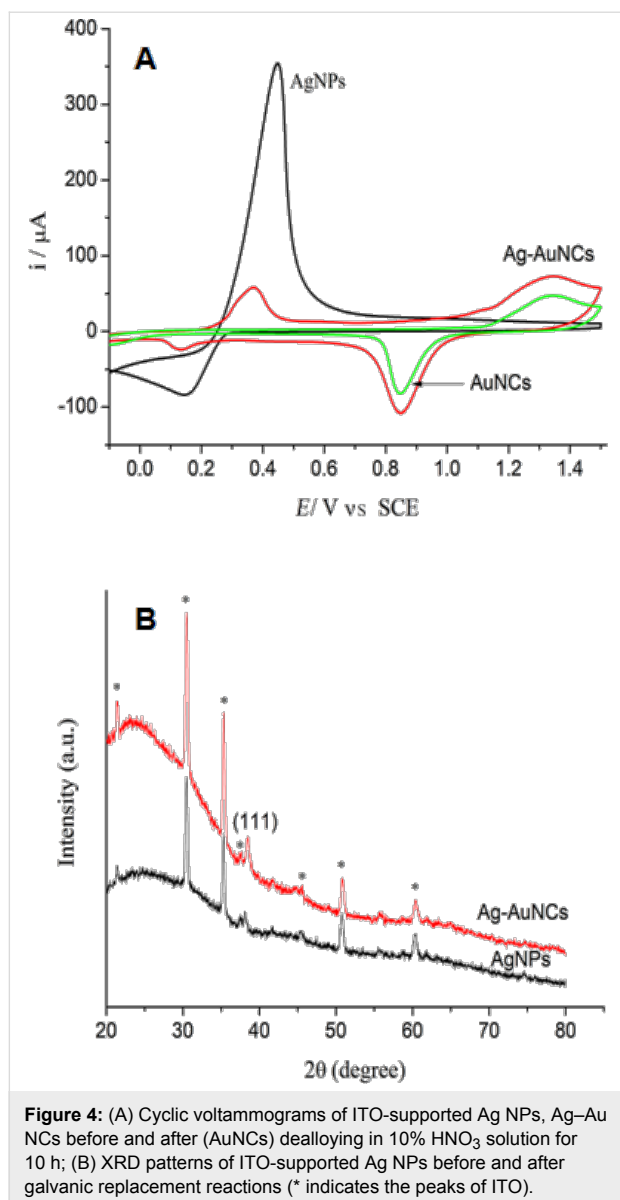 A
AgNPs
400
300
200
100
0
-100
i / μA
Ag-AuNCs
AuNCs
0.0 0.2 0.4 0.6 0.8 1.0 1.2 1.4
E/ V vs SCE
B
*
*
*
*
(111)
*
*
*
Ag-AuNCs
AgNPs
Intensity (a.u.)
20 30 40 50 60 70 80
2θ (degree)
Figure 4: (A) Cyclic voltammograms of ITO-supported Ag NPs, Ag–Au
NCs before and after (AuNCs) dealloying in 10% HNO₃ solution for
10 h; (B) XRD patterns of ITO-supported Ag NPs before and after
galvanic replacement reactions (* indicates the peaks of ITO).